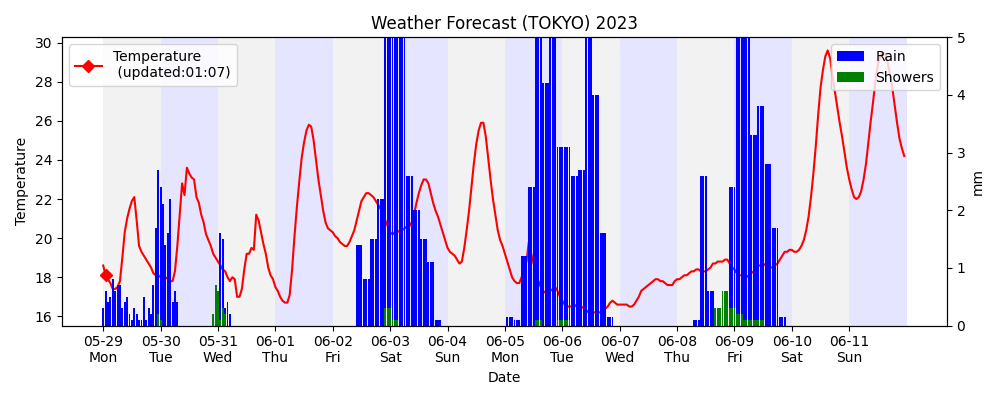 Weather Forecast (TOKYO) 2023
Temperature
(updated:01:07)
Rain
Showers
30
28
26
24
22
20
18
16
Temperature
5
4
3
2
1
0
mm
05-29 05-30 05-31 06-01 06-02 06-03 06-04 06-05 06-06 06-07 06-08 06-09 06-10 06-11
Mon Tue Wed Thu Fri Sat Sun Mon Tue Wed Thu Fri Sat Sun
Date